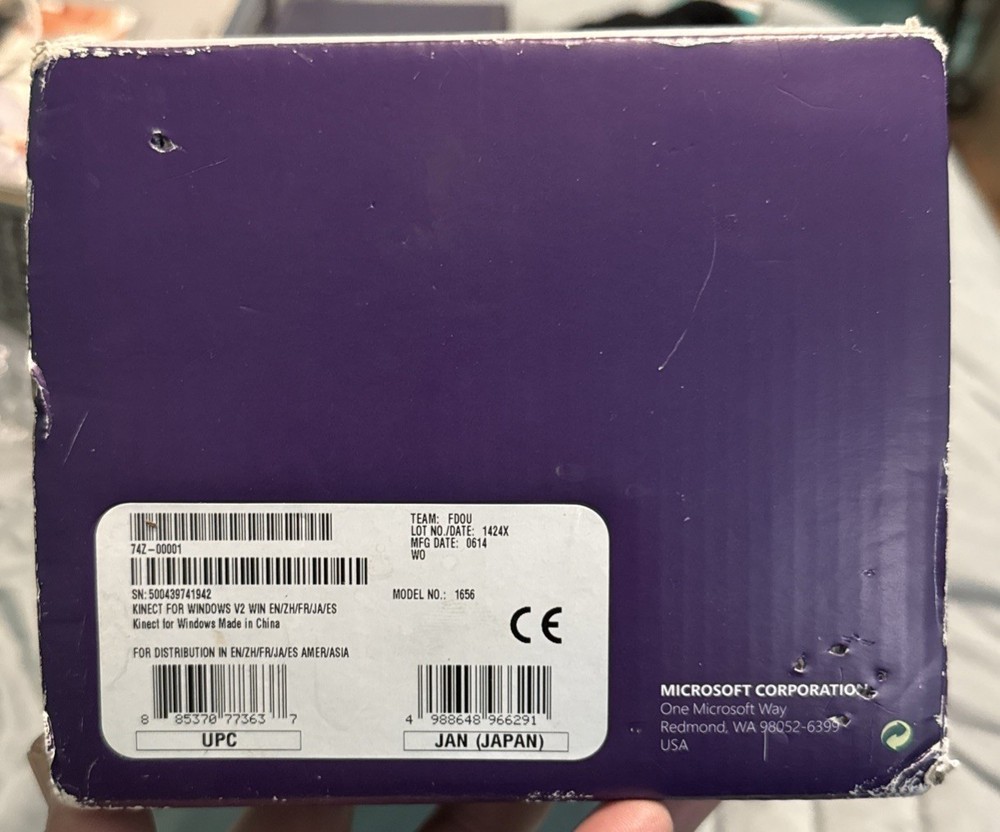 74Z-00001
SN: 500439741942
KINECT FOR WINDOWS V2 WIN EN/ZH/FR/JA/ES
Kinect for Windows Made in China
FOR DISTRIBUTION IN EN/ZH/FR/JA/ES AMER/ASIA
8 85370 77363 7
UPC
TEAM: FDOU
LOT NO./DATE: 1424X
MFG DATE: 0614
WO
MODEL NO.: 1656
CE
4 988648 966291
JAN (JAPAN)
MICROSOFT CORPORATION
One Microsoft Way
Redmond, WA 98052-6399
USA